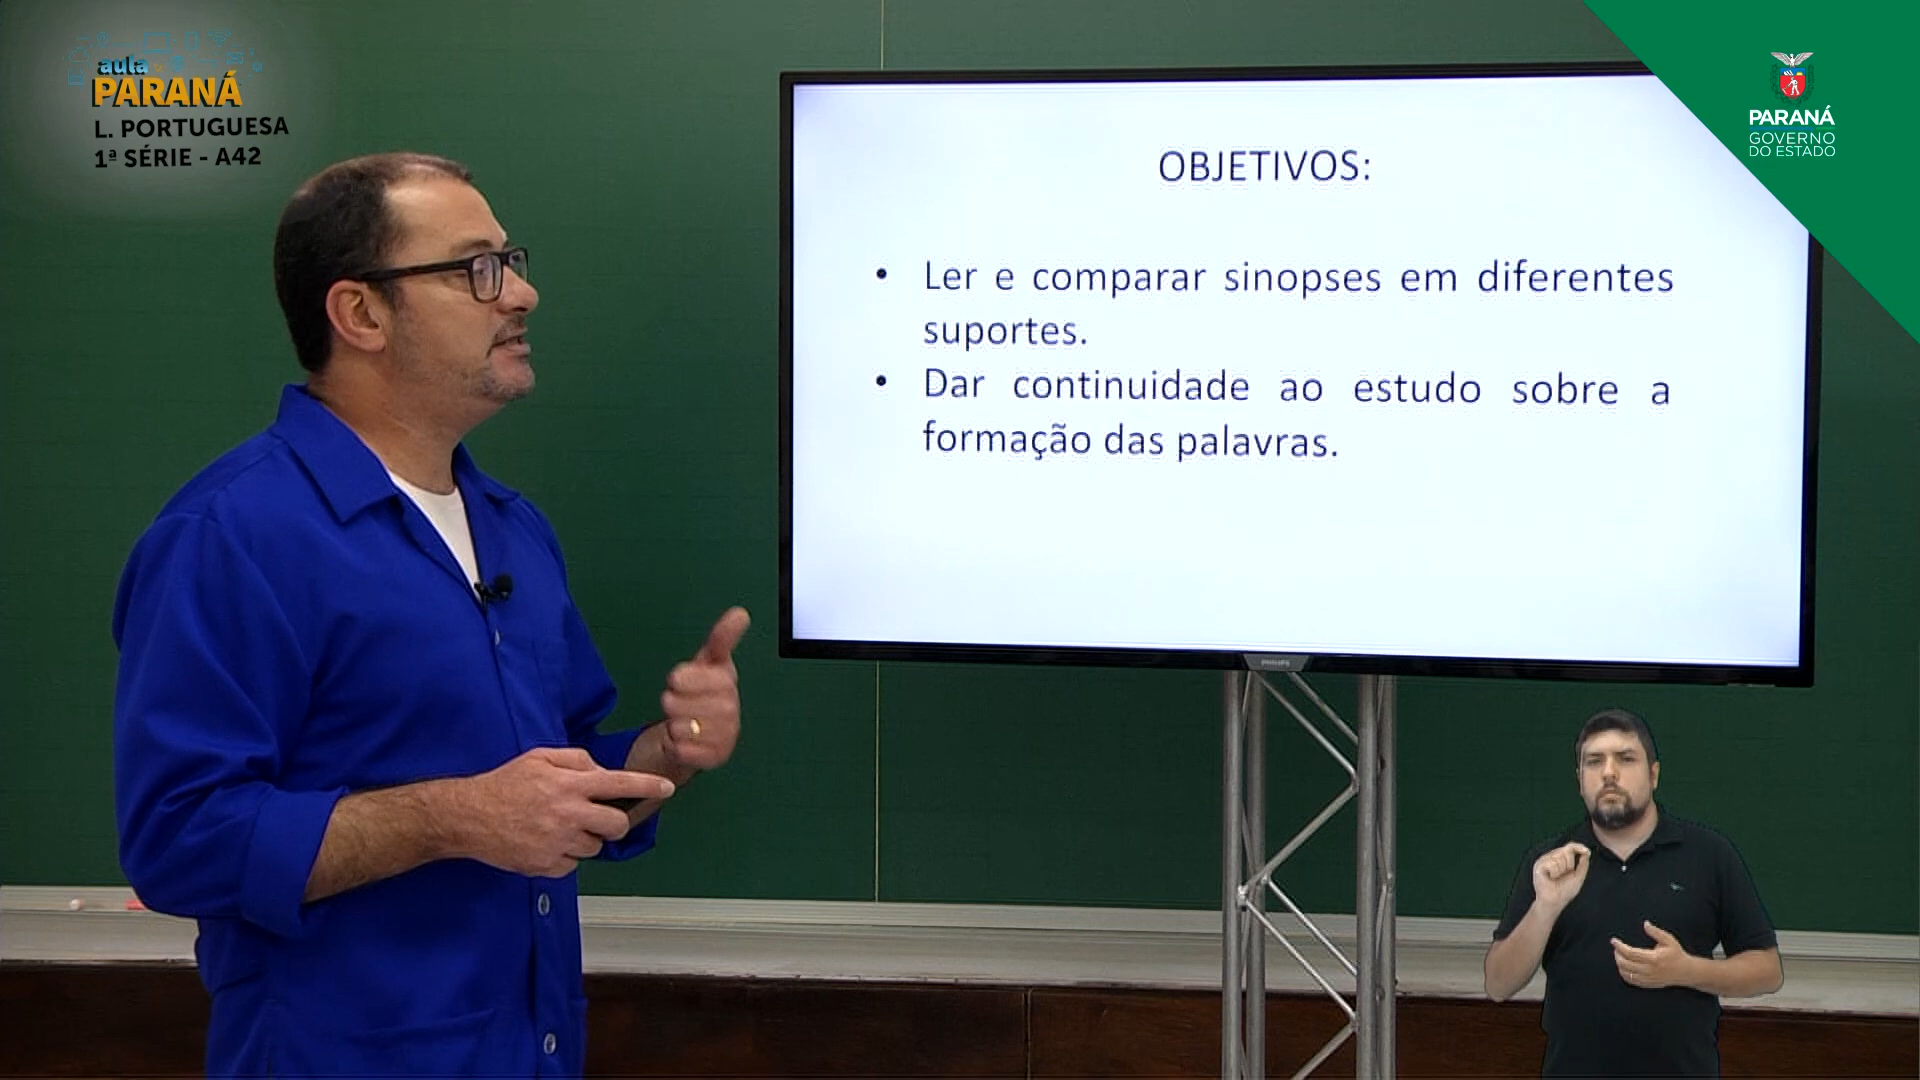 aula
PARANÁ
L. PORTUGUESA
1ª SÉRIE - A42
PARANÁ
GOVERNO
DO ESTADO
OBJETIVOS:
• Ler e comparar sinopses em diferentes
suportes.
• Dar continuidade ao estudo sobre a
formação das palavras.
PHILIPS